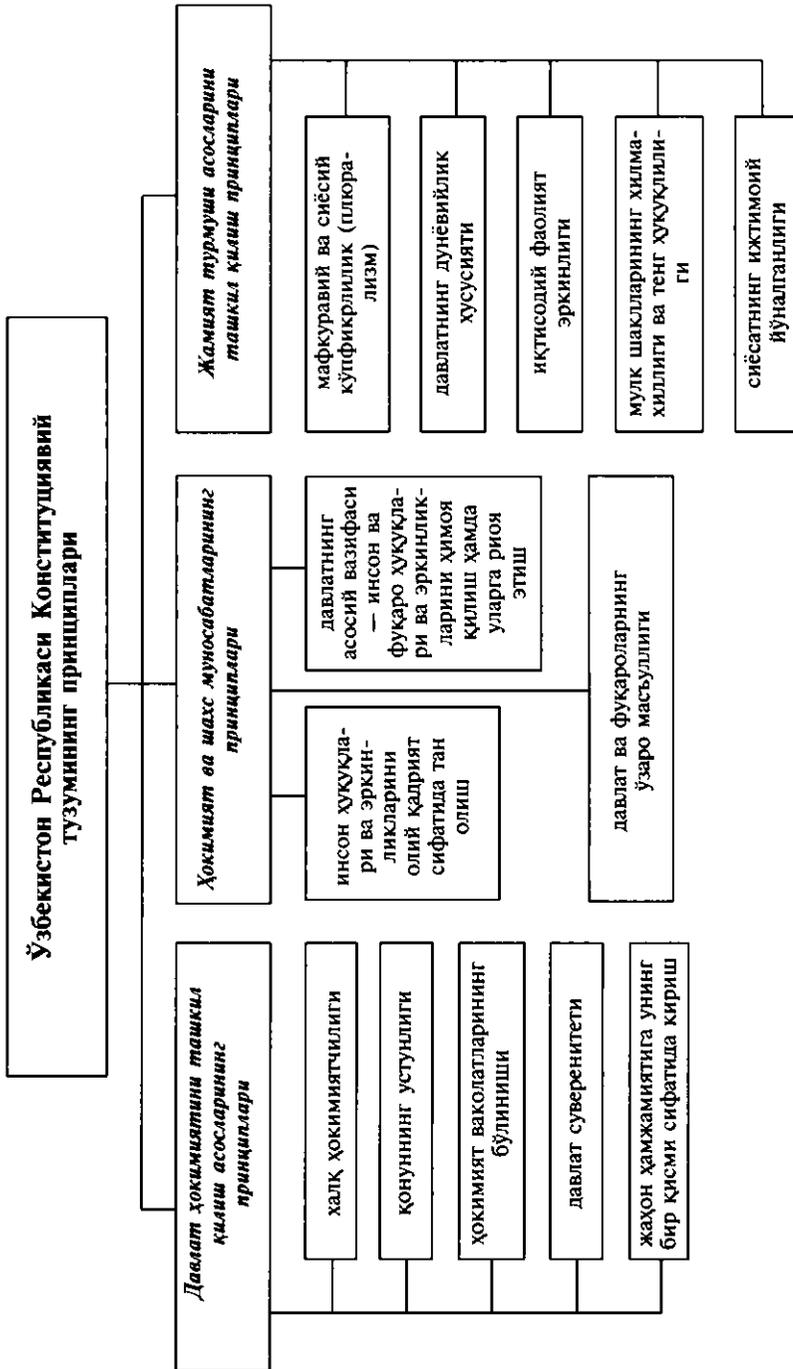 Ўзбекистон Республикаси Конституциявий
тузумининг принциплари
Давлат ҳокимиятини ташкил
қилиш асосларининг
принциплари
халқ ҳокимиятчилиги
қонуннинг устунлиги
ҳокимият ваколатларининг
бўлиниши
давлат суверенитети
жаҳон ҳамжамиятига унинг
бир қисми сифатида кириш
Ҳокимият ва шахс муносабатларининг
принциплари
инсон ҳуқуқла-
ри ва эркин-
ликларини
олий қадрият
сифатида тан
олиш
давлатнинг
асосий вазифаси
— инсон ва
фуқаро ҳуқуқла-
ри ва эркинлик-
ларини ҳимоя
қилиш ҳамда
уларга риоя
этиш
давлат ва фуқароларнинг
ўзаро масъуллиги
Жамият турмуши асосларини
ташкил қилиш принциплари
мафкуравий ва сиёсий
кўпфикрлилик (плюра-
лизм)
давлатнинг дунёвийлик
хусусияти
иқтисодий фаолият
эркинлиги
мулк шаклларининг хилма-
хиллиги ва тенг ҳуқуқлили-
ги
сиёсатнинг ижтимоий
йўналганлиги